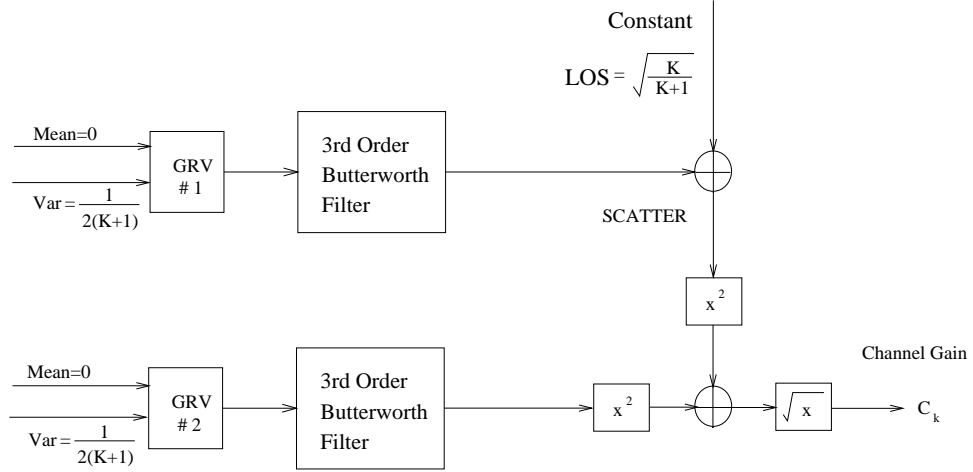 Constant
LOS = √(K/(K+1))
Mean=0
GRV
# 1
Var = 1/(2(K+1))
3rd Order
Butterworth
Filter
SCATTER
x²
Channel Gain
Mean=0
GRV
# 2
Var = 1/(2(K+1))
3rd Order
Butterworth
Filter
x²
√x
C_k